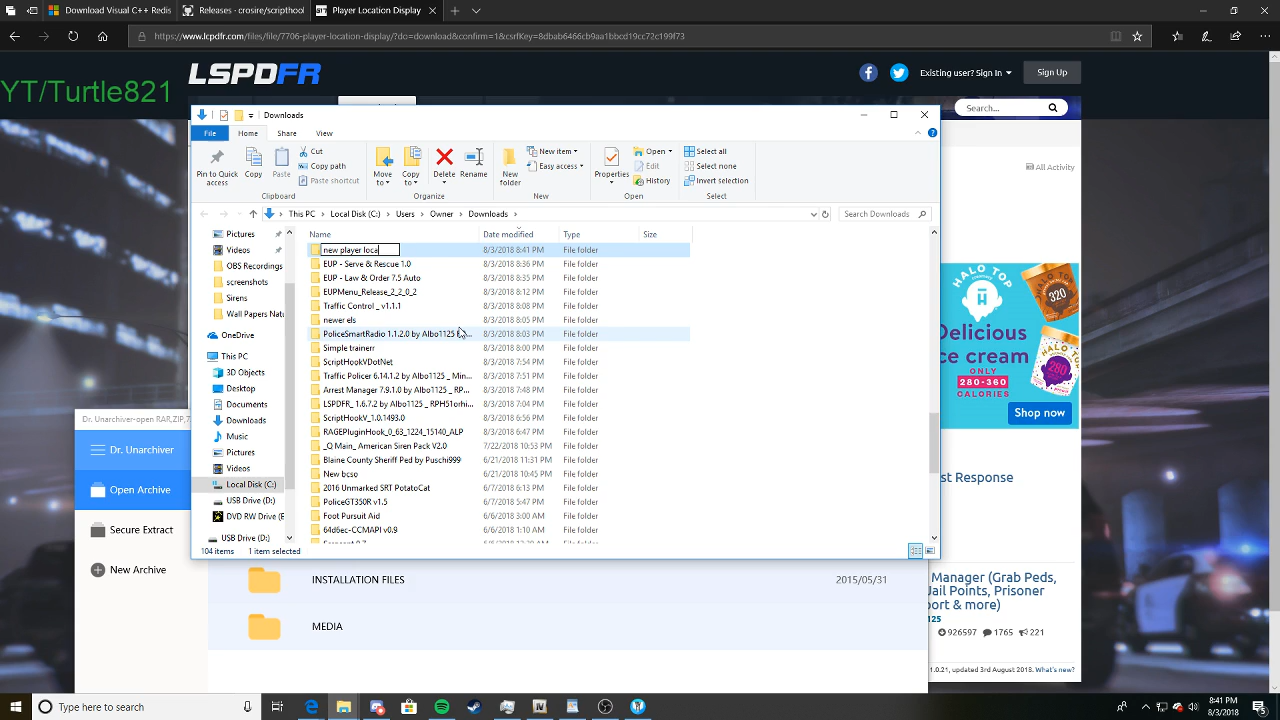 Download Visual C++ Redi
Releases · crosire/scripthool
Player Location Display
https://www.lcpdfr.com/files/file/7706-player-location-display/?do=download&confirm=1&csrfKey=8dbab6466cb9aa1bbcd19cc72c199f73
YT/Turtle821
LSPDFR
Existing user? Sign In
Sign Up
Search...
All Activity
Downloads
File
Home
Share
View
Pin to Quick access
Copy
Paste
Cut
Copy path
Paste shortcut
Clipboard
Move to
Copy to
Delete
Rename
Organize
New folder
New item
Easy access
New
Properties
Open
Edit
History
Open
Select all
Select none
Invert selection
Select
This PC > Local Disk (C:) > Users > Owner > Downloads >
Search Downloads
Name Date modified Type Size
new player loca 8/3/2018 8:41 PM File folder
EUP - Serve & Rescue 1.0 8/3/2018 8:36 PM File folder
EUP - Law & Order 7.5 Auto 8/3/2018 8:35 PM File folder
EUPMenu_Release_2_2_0_2 8/3/2018 8:12 PM File folder
Traffic Control _ v1.1.1 8/3/2018 8:08 PM File folder
newer els 8/3/2018 8:05 PM File folder
PoliceSmartRadio 1.1.2.0 by Albo1125 _... 8/3/2018 8:03 PM File folder
Simple trainerr 8/3/2018 8:00 PM File folder
ScriptHookVDotNet 8/3/2018 7:54 PM File folder
Traffic Policer 6.14.1.2 by Albo1125 _ Min... 8/3/2018 7:51 PM File folder
Arrest Manager 7.9.1.0 by Albo1125 _ RP... 8/3/2018 7:48 PM File folder
LSPDFR_ 1.6.7.2 by Albo1125 _ RPH51orhi... 8/3/2018 7:04 PM File folder
ScriptHookV_1.0.1493.0 8/3/2018 6:56 PM File folder
RAGEPluginHook_0_63_1224_15140_ALP 8/3/2018 6:47 PM File folder
_Q Main_ American Siren Pack V2.0 7/22/2018 10:53 PM File folder
Blaine County Sheriff Ped by Puschi999 6/21/2018 11:31 PM File folder
New bcso 6/21/2018 10:45 PM File folder
2016 Unmarked SRT PotatoCat 6/7/2018 6:13 PM File folder
PoliceGT350R v1.5 6/7/2018 5:47 PM File folder
Foot Pursuit Aid 6/6/2018 3:00 AM File folder
64d6ec-CCMAPI v0.9 6/6/2018 1:10 AM File folder
Pictures
Videos
OBS Recordings
screenshots
Sirens
Wall Papers Nat
OneDrive
This PC
3D Objects
Desktop
Documents
Downloads
Music
Pictures
Videos
Local Disk (C:)
USB Drive (D:)
DVD RW Drive (E
USB Drive (D:)
104 items 1 item selected
Dr. Unarchiver-open RAR,ZIP,7
Dr. Unarchiver
Open Archive
Secure Extract
New Archive
INSTALLATION FILES 2015/05/31
MEDIA
HALO TOP
CREAMERY
320
280
Delicious
ice cream
ONLY
280-360
CALORIES
Shop now
st Response
Manager (Grab Peds,
Jail Points, Prisoner
port & more)
125
926597 1765 221
1.0.21, updated 3rd August 2018. What's new?
Type here to search
8:41 PM
8/3/2018